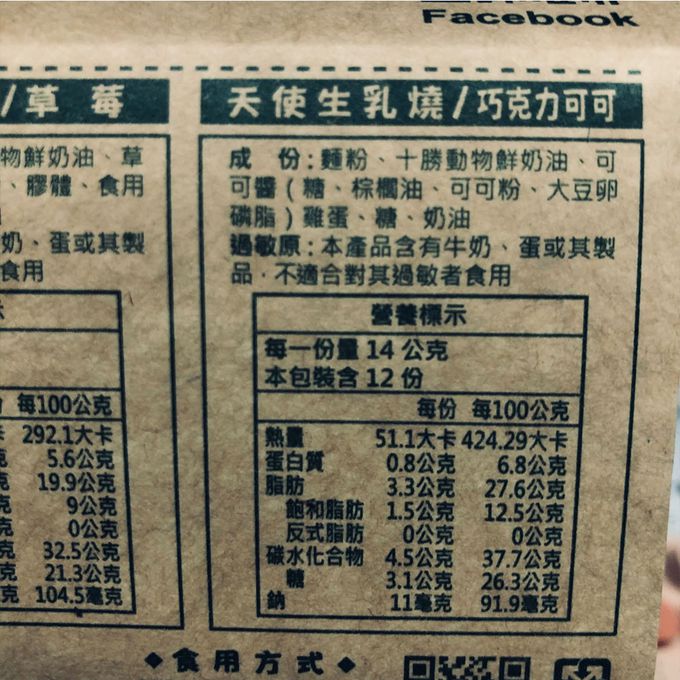 Facebook
/草莓
物鮮奶油、草
、膠體、食用
奶、蛋或其製
食用
每100公克
292.1大卡
5.6公克
19.9公克
9公克
0公克
32.5公克
21.3公克
104.5毫克
天使生乳燒/巧克力可可
成 份:麵粉、十勝動物鮮奶油、可
可醬(糖、棕櫚油、可可粉、大豆卵
磷脂)雞蛋、糖、奶油
過敏原:本產品含有牛奶、蛋或其製
品﹐不適合對其過敏者食用
營養標示
每一份量 14 公克
本包裝含 12 份
每份 每100公克
熱量 51.1大卡 424.29大卡
蛋白質 0.8公克 6.8公克
脂肪 3.3公克 27.6公克
飽和脂肪 1.5公克 12.5公克
反式脂肪 0公克 0公克
碳水化合物 4.5公克 37.7公克
糖 3.1公克 26.3公克
鈉 11毫克 91.9毫克
◆食用方式◆